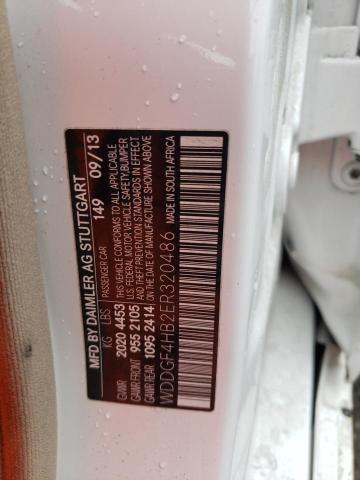 MFD BY DAIMLER AG STUTTGART
149 09/13
KG LBS PASSENGER CAR
GVWR 2020 4453 THIS VEHICLE CONFORMS TO ALL APPLICABLE
U.S. FEDERAL MOTOR VEHICLE SAFETY, BUMPER
GAWR FRONT 955 2105 AND THEFT PREVENTION STANDARDS IN EFFECT
GAWR REAR 1095 2414 ON THE DATE OF MANUFACTURE SHOWN ABOVE
MADE IN SOUTH AFRICA
WDDGF4HB2ER320486